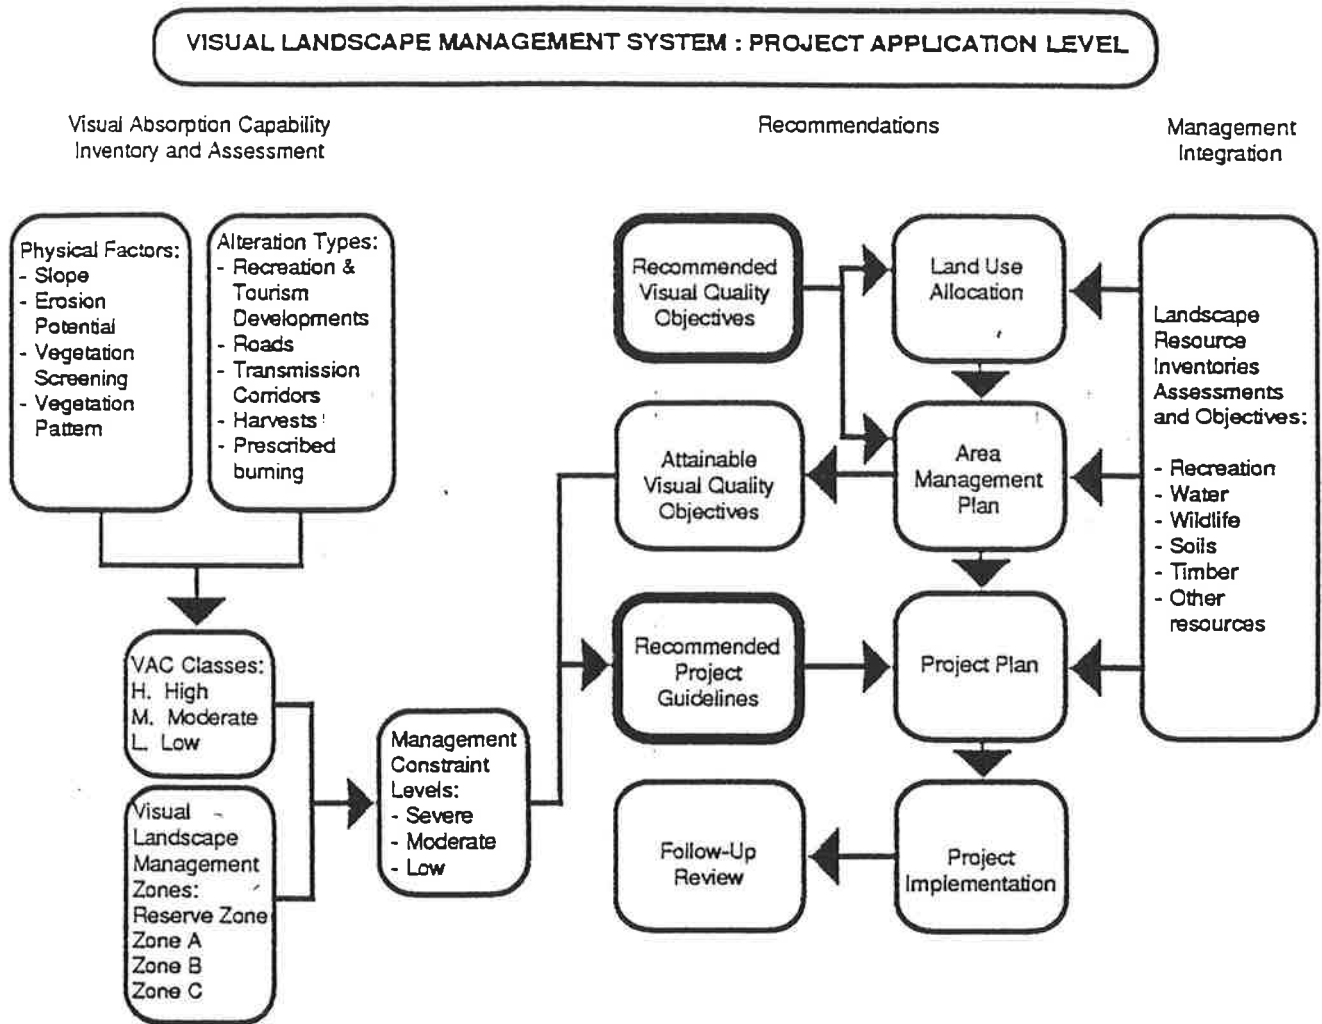 VISUAL LANDSCAPE MANAGEMENT SYSTEM : PROJECT APPLICATION LEVEL
Visual Absorption Capability
Inventory and Assessment
Recommendations
Management
Integration
Physical Factors:
- Slope
- Erosion
Potential
- Vegetation
Screening
- Vegetation
Pattern
Alteration Types:
- Recreation &
Tourism
Developments
- Roads
- Transmission
Corridors
- Harvests
- Prescribed
burning
Recommended
Visual Quality
Objectives
Land Use
Allocation
Landscape
Resource
Inventories
Assessments
and Objectives:
- Recreation
- Water
- Wildlife
- Soils
- Timber
- Other
resources
Attainable
Visual Quality
Objectives
Area
Management
Plan
VAC Classes:
H. High
M. Moderate
L. Low
Recommended
Project
Guidelines
Project Plan
Management
Constraint
Levels:
- Severe
- Moderate
- Low
Visual
Landscape
Management
Zones:
Reserve Zone
Zone A
Zone B
Zone C
Follow-Up
Review
Project
Implementation